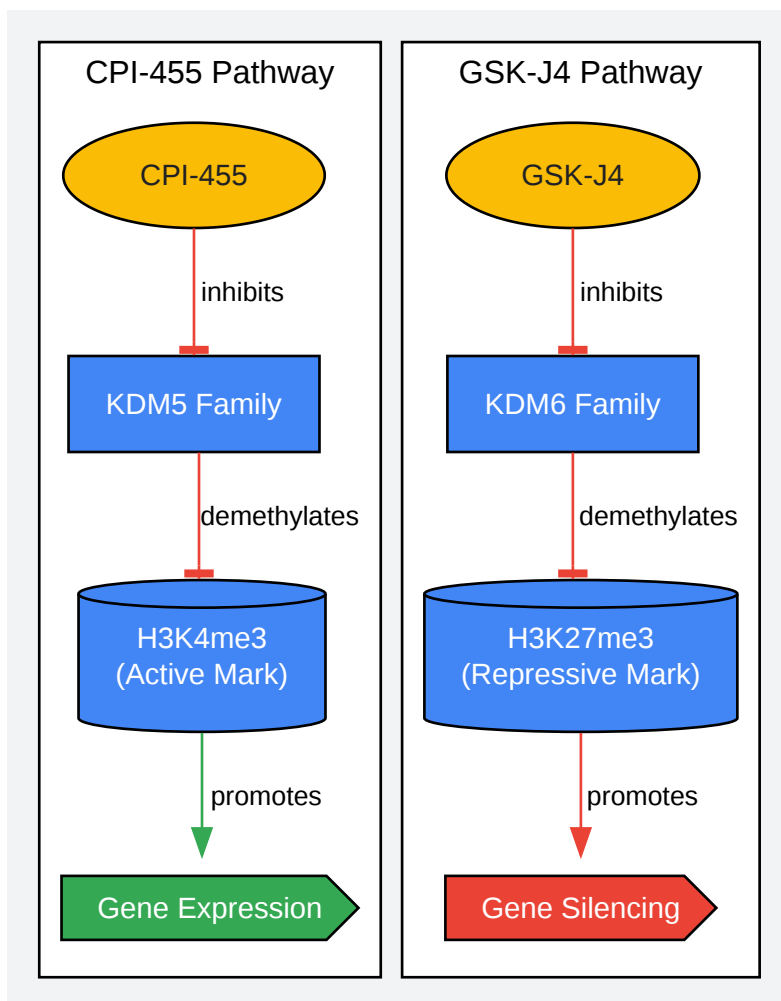 CPI-455 Pathway
CPI-455
inhibits
KDM5 Family
demethylates
H3K4me3
(Active Mark)
promotes
Gene Expression
GSK-J4 Pathway
GSK-J4
inhibits
KDM6 Family
demethylates
H3K27me3
(Repressive Mark)
promotes
Gene Silencing